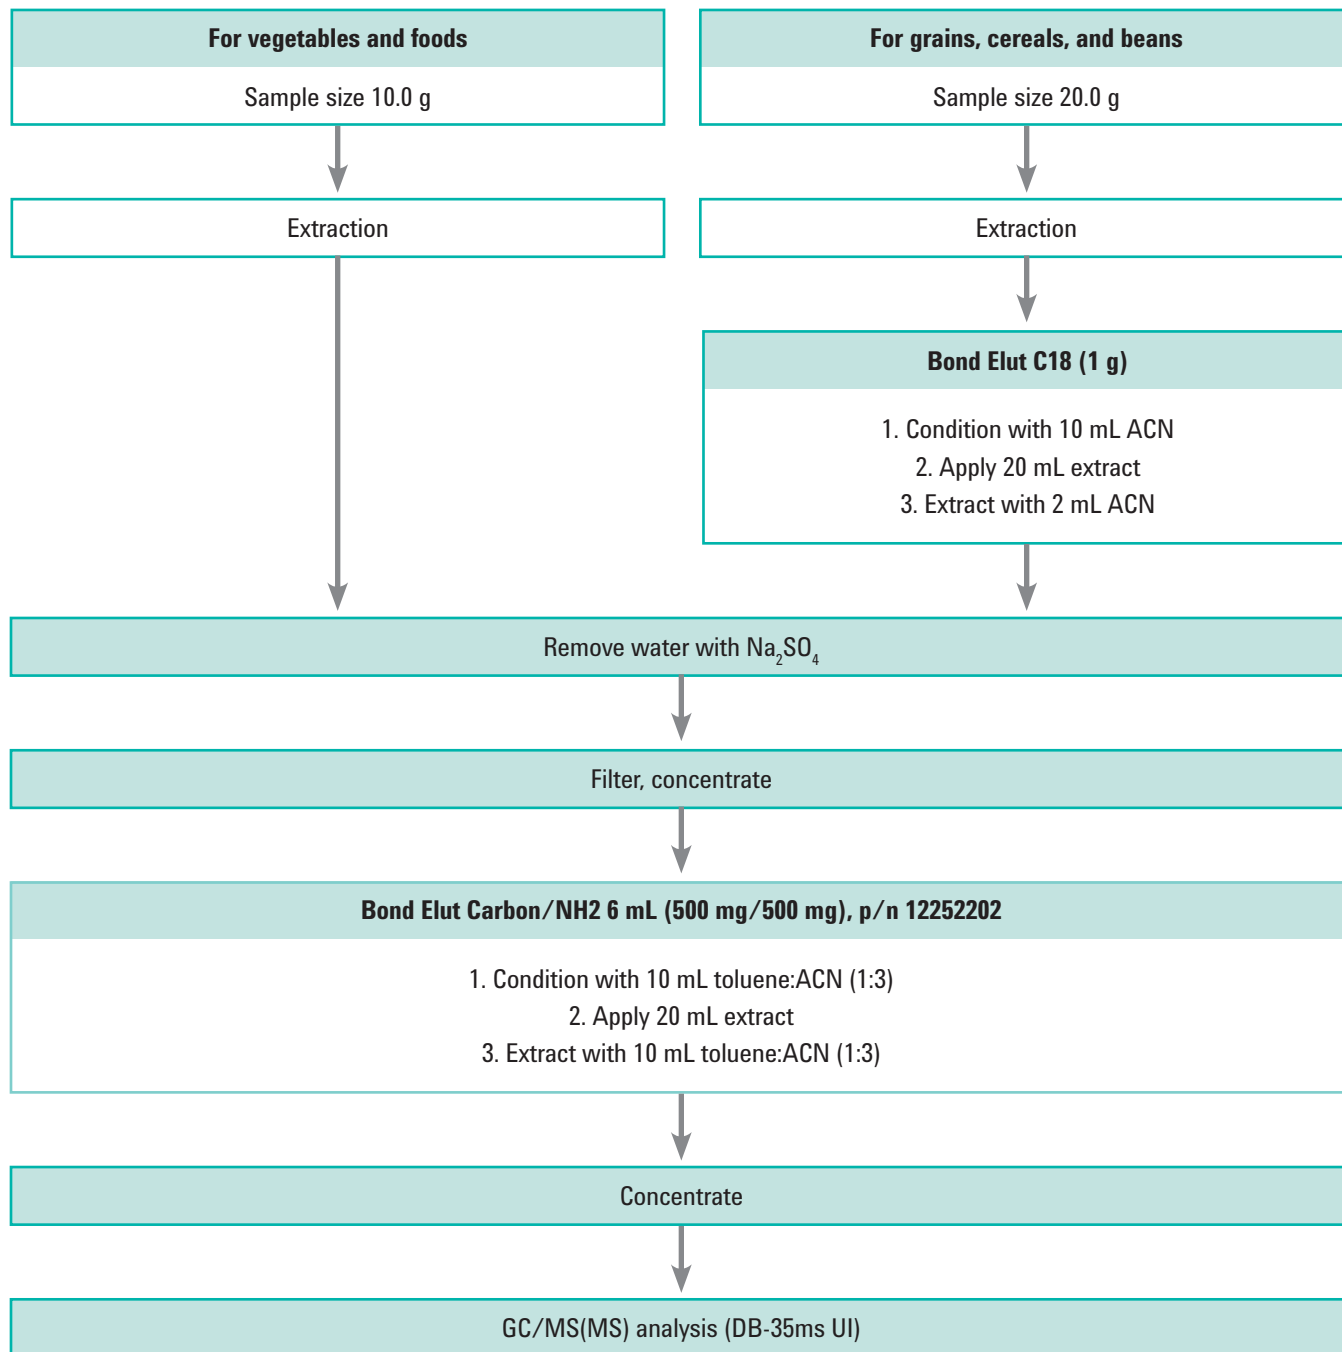 For vegetables and foods
Sample size 10.0 g
For grains, cereals, and beans
Sample size 20.0 g
Extraction
Extraction
Bond Elut C18 (1 g)
1. Condition with 10 mL ACN
2. Apply 20 mL extract
3. Extract with 2 mL ACN
Remove water with Na₂SO₄
Filter, concentrate
Bond Elut Carbon/NH2 6 mL (500 mg/500 mg), p/n 12252202
1. Condition with 10 mL toluene:ACN (1:3)
2. Apply 20 mL extract
3. Extract with 10 mL toluene:ACN (1:3)
Concentrate
GC/MS(MS) analysis (DB-35ms UI)